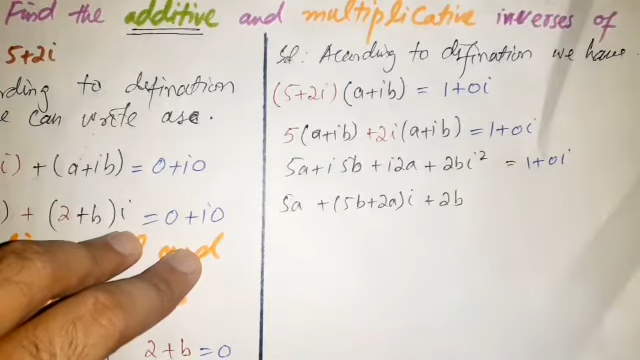 Find the additive and multiplicative inverses of
5+2i
rding to defination
e can write as.
i) + (a+ib) = 0+i0
) + (2+b)i = 0+i0
and
2+b=0
Sol: According to defination we have
(5+2i)(a+ib) = 1+0i
5(a+ib)+2i(a+ib)=1+0i
5a+i5b+i2a+2bi² = 1+0i
5a +(5b+2a)i +2b